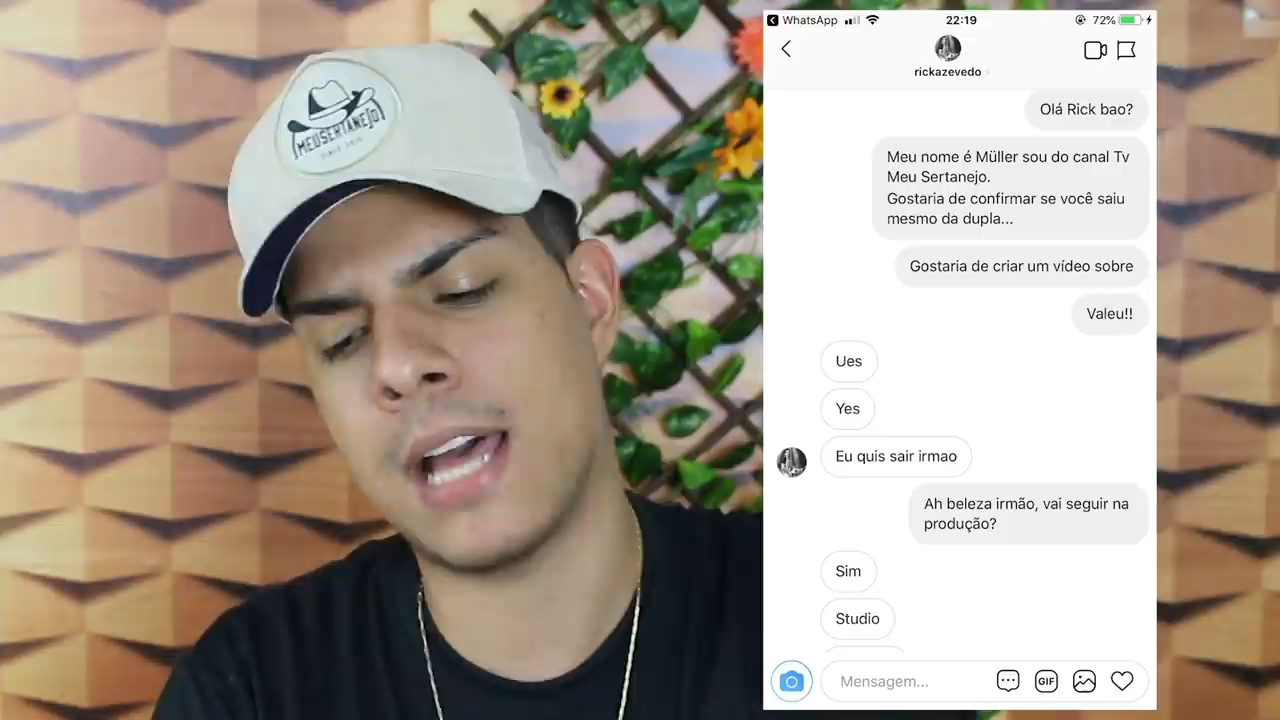 WhatsApp
22:19
72%
rickazevedo
Olá Rick bao?
Meu nome é Müller sou do canal Tv
Meu Sertanejo.
Gostaria de confirmar se você saiu
mesmo da dupla...
Gostaria de criar um vídeo sobre
Valeu!!
Ues
Yes
Eu quis sair irmao
Ah beleza irmão, vai seguir na
produção?
Sim
Studio
Mensagem...
GIF
MEUSERTANEJO